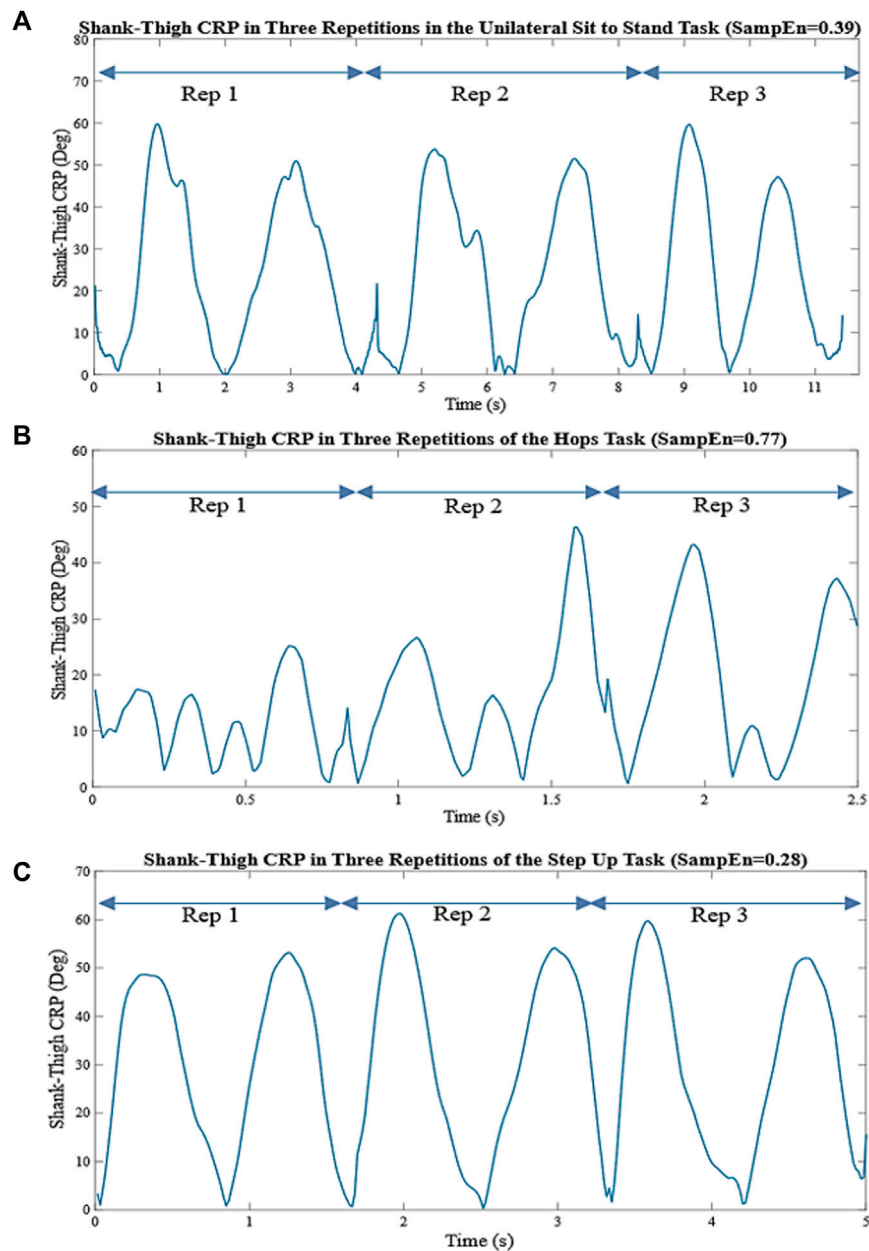 A
Shank-Thigh CRP in Three Repetitions in the Unilateral Sit to Stand Task (SampEn=0.39)
80
70
60
50
40
30
20
10
0
Shank-Thigh CRP (Deg)
Rep 1 Rep 2 Rep 3
0 1 2 3 4 5 6 7 8 9 10 11
Time (s)
B
Shank-Thigh CRP in Three Repetitions of the Hops Task (SampEn=0.77)
60
50
40
30
20
10
0
Shank-Thigh CRP (Deg)
Rep 1 Rep 2 Rep 3
0 0.5 1 1.5 2 2.5
Time (s)
C
Shank-Thigh CRP in Three Repetitions of the Step Up Task (SampEn=0.28)
70
60
50
40
30
20
10
0
Shank-Thigh CRP (Deg)
Rep 1 Rep 2 Rep 3
0 1 2 3 4 5
Time (s)